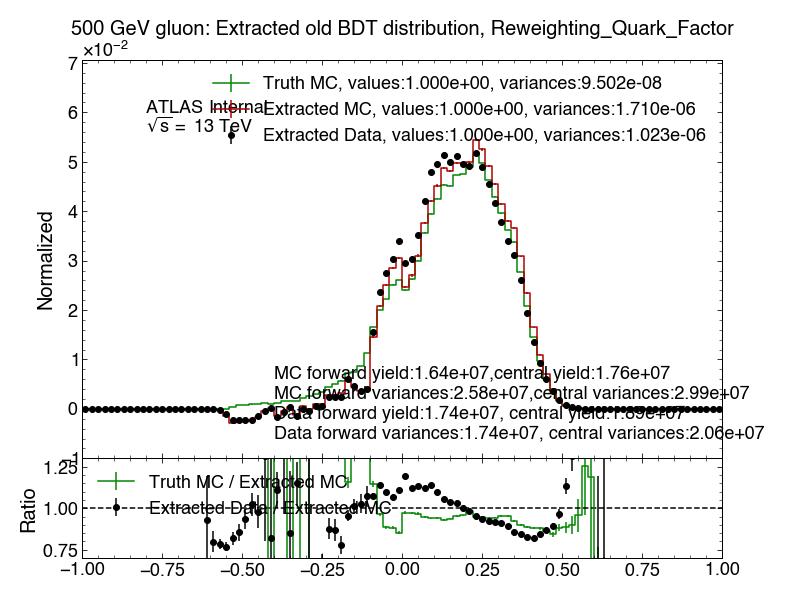 500 GeV gluon: Extracted old BDT distribution, Reweighting_Quark_Factor
×10⁻²
7
6
5
4
3
2
1
0
−1
Normalized
Truth MC, values:1.000e+00, variances:9.502e-08
ATLAS Internal
Extracted MC, values:1.000e+00, variances:1.710e-06
√s = 13 TeV
Extracted Data, values:1.000e+00, variances:1.023e-06
MC forward yield:1.64e+07,central yield:1.76e+07
MC forward variances:2.58e+07,central variances:2.99e+07
Data forward yield:1.74e+07, central yield:1.89e+07
Data forward variances:1.74e+07, central variances:2.06e+07
1.25
1.00
0.75
Ratio
Truth MC / Extracted MC
Extracted Data / Extracted MC
−1.00 −0.75 −0.50 −0.25 0.00 0.25 0.50 0.75 1.00